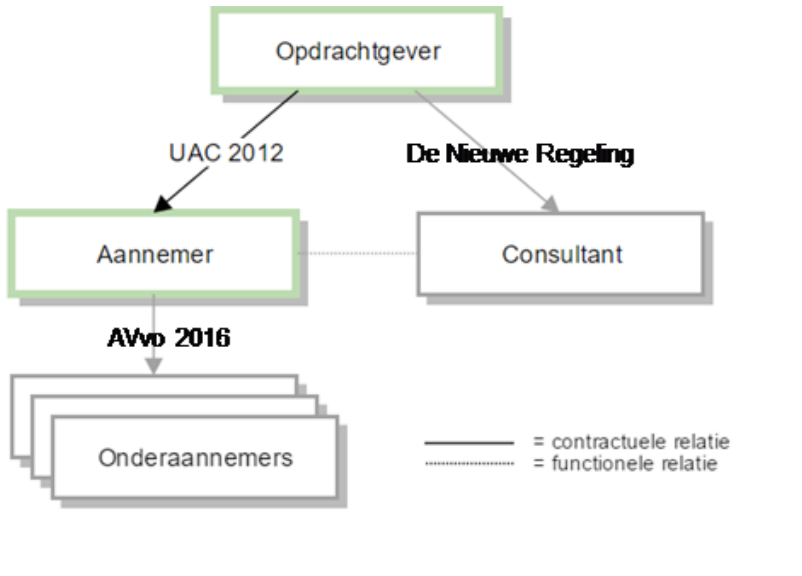 Opdrachtgever
UAC 2012
De Nieuwe Regeling
Aannemer
Consultant
AVvo 2016
Onderaannemers
= contractuele relatie
= functionele relatie